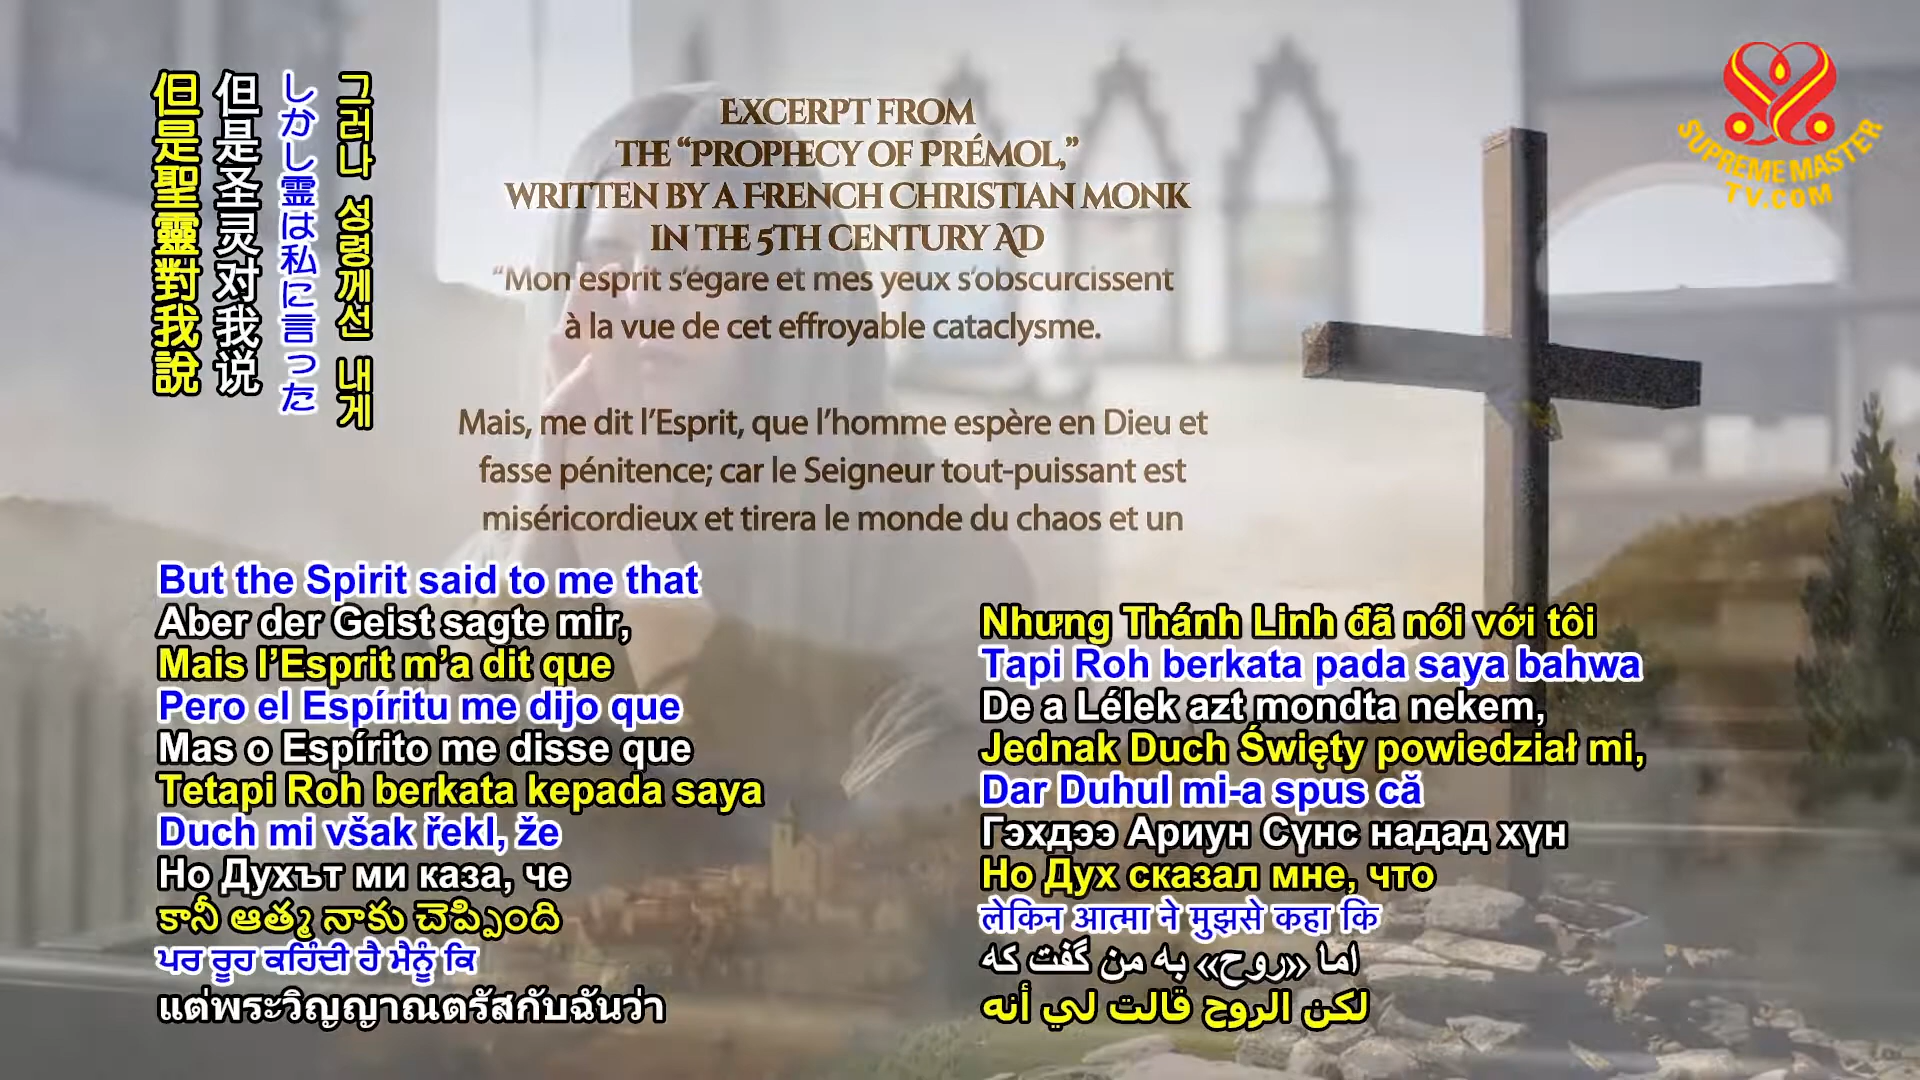 EXCERPT FROM
THE “PROPHECY OF PRÉMOL,”
WRITTEN BY A FRENCH CHRISTIAN MONK
IN THE 5TH CENTURY AD
“Mon esprit s’égare et mes yeux s’obscurcissent
à la vue de cet effroyable cataclysme.
Mais, me dit l’Esprit, que l’homme espère en Dieu et
fasse pénitence; car le Seigneur tout-puissant est
miséricordieux et tirera le monde du chaos et un
SUPREME MASTER
TV.COM
但是聖靈對我說
但是圣灵对我说
しかし霊は私に言った
그러나 성령께선 내게
But the Spirit said to me that
Aber der Geist sagte mir,
Mais l’Esprit m’a dit que
Pero el Espíritu me dijo que
Mas o Espírito me disse que
Tetapi Roh berkata kepada saya
Duch mi však řekl, že
Но Духът ми каза, че
కానీ ఆత్మ నాకు చెప్పింది
ਪਰ ਰੂਹ ਕਹਿੰਦੀ ਹੈ ਮੈਨੂੰ ਕਿ
แต่พระวิญญาณตรัสกับฉันว่า
Nhưng Thánh Linh đã nói với tôi
Tapi Roh berkata pada saya bahwa
De a Lélek azt mondta nekem,
Jednak Duch Święty powiedział mi,
Dar Duhul mi-a spus că
Гэхдээ Ариун Сүнс надад хүн
Но Дух сказал мне, что
लेकिन आत्मा ने मुझसे कहा कि
اما «روح» به من گفت که
لكن الروح قالت لي أنه